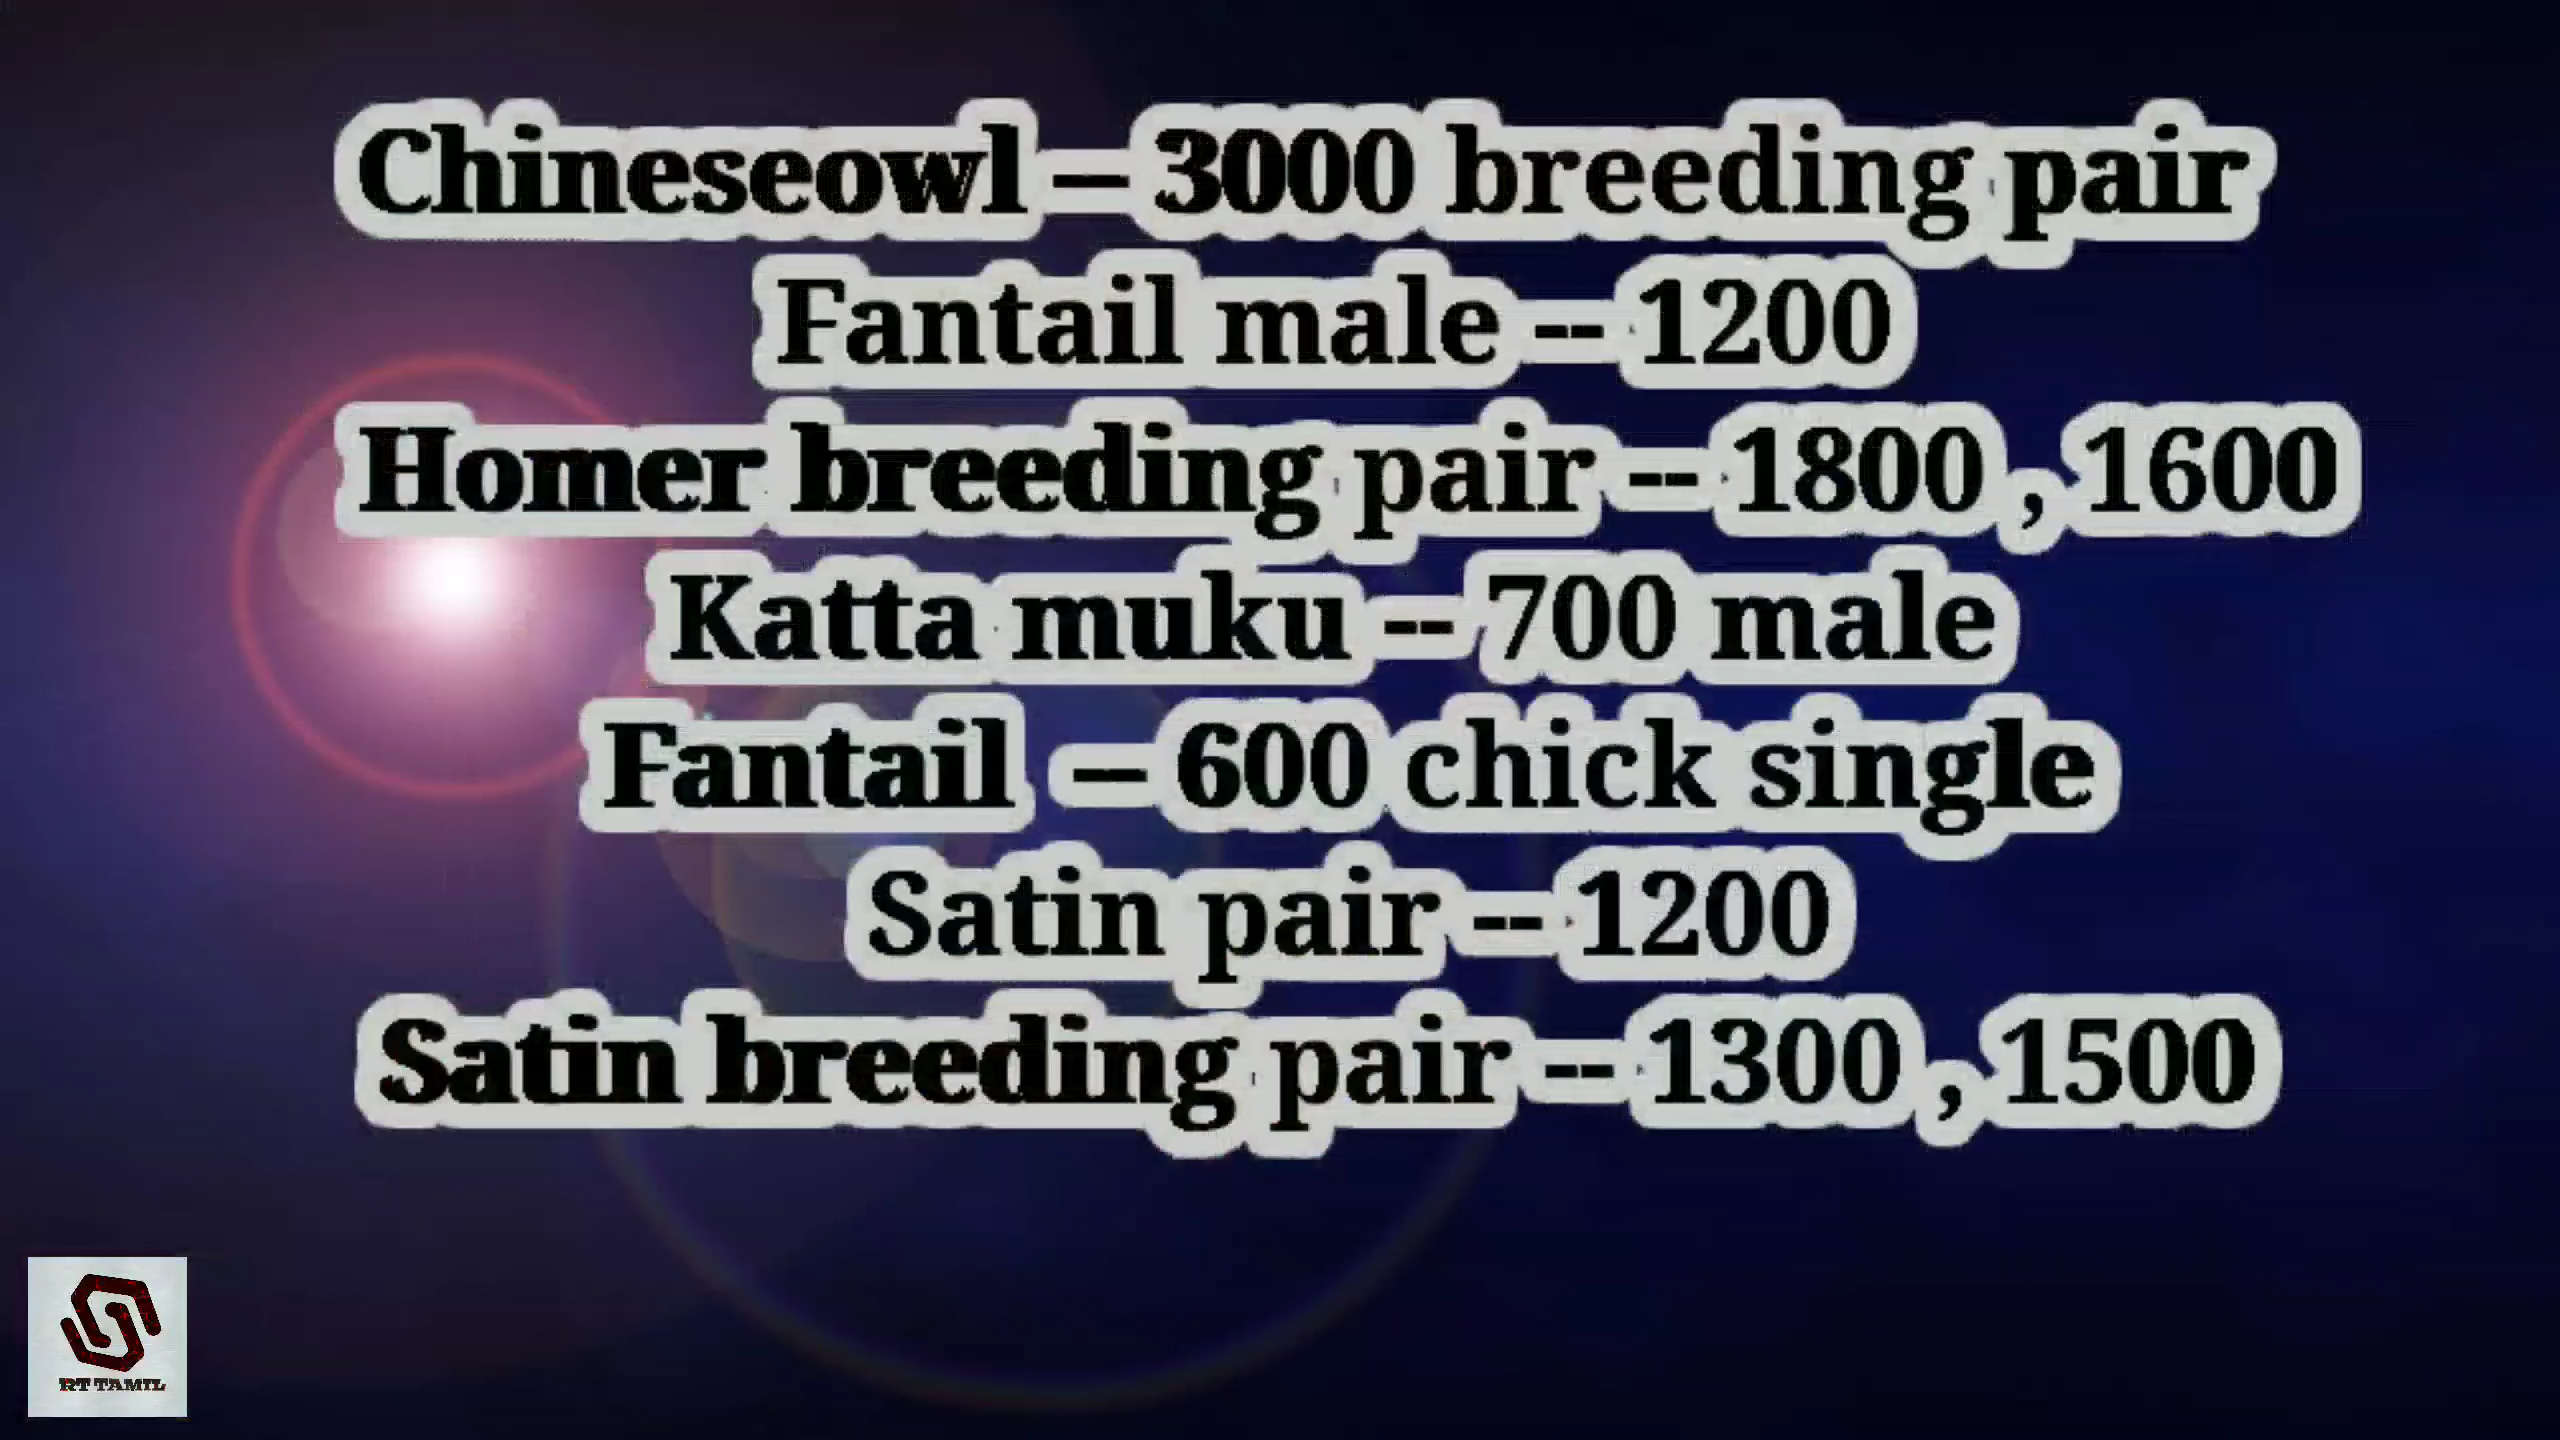 Chineseowl -- 3000 breeding pair
Fantail male -- 1200
Homer breeding pair -- 1800 , 1600
Katta muku -- 700 male
Fantail -- 600 chick single
Satin pair -- 1200
Satin breeding pair -- 1300 , 1500
RT TAMIL